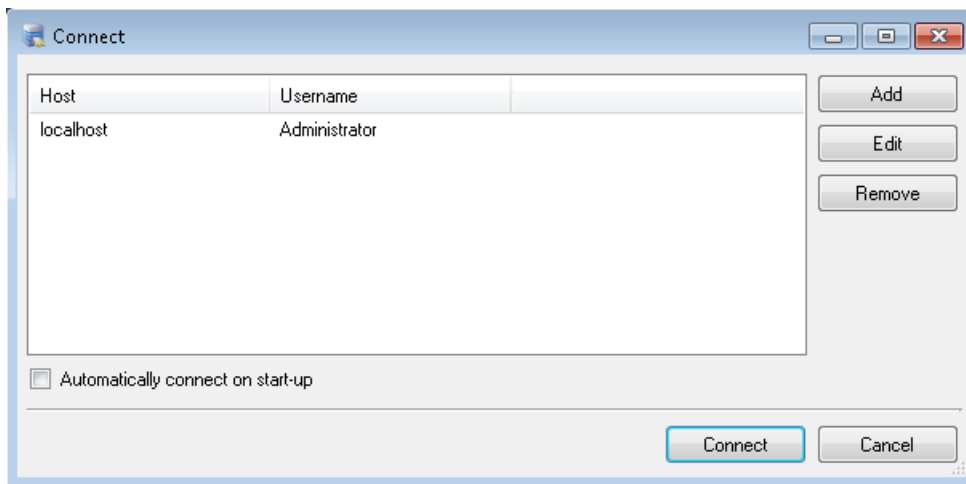 Connect
Host Username
localhost Administrator
Add
Edit
Remove
Automatically connect on start-up
Connect Cancel